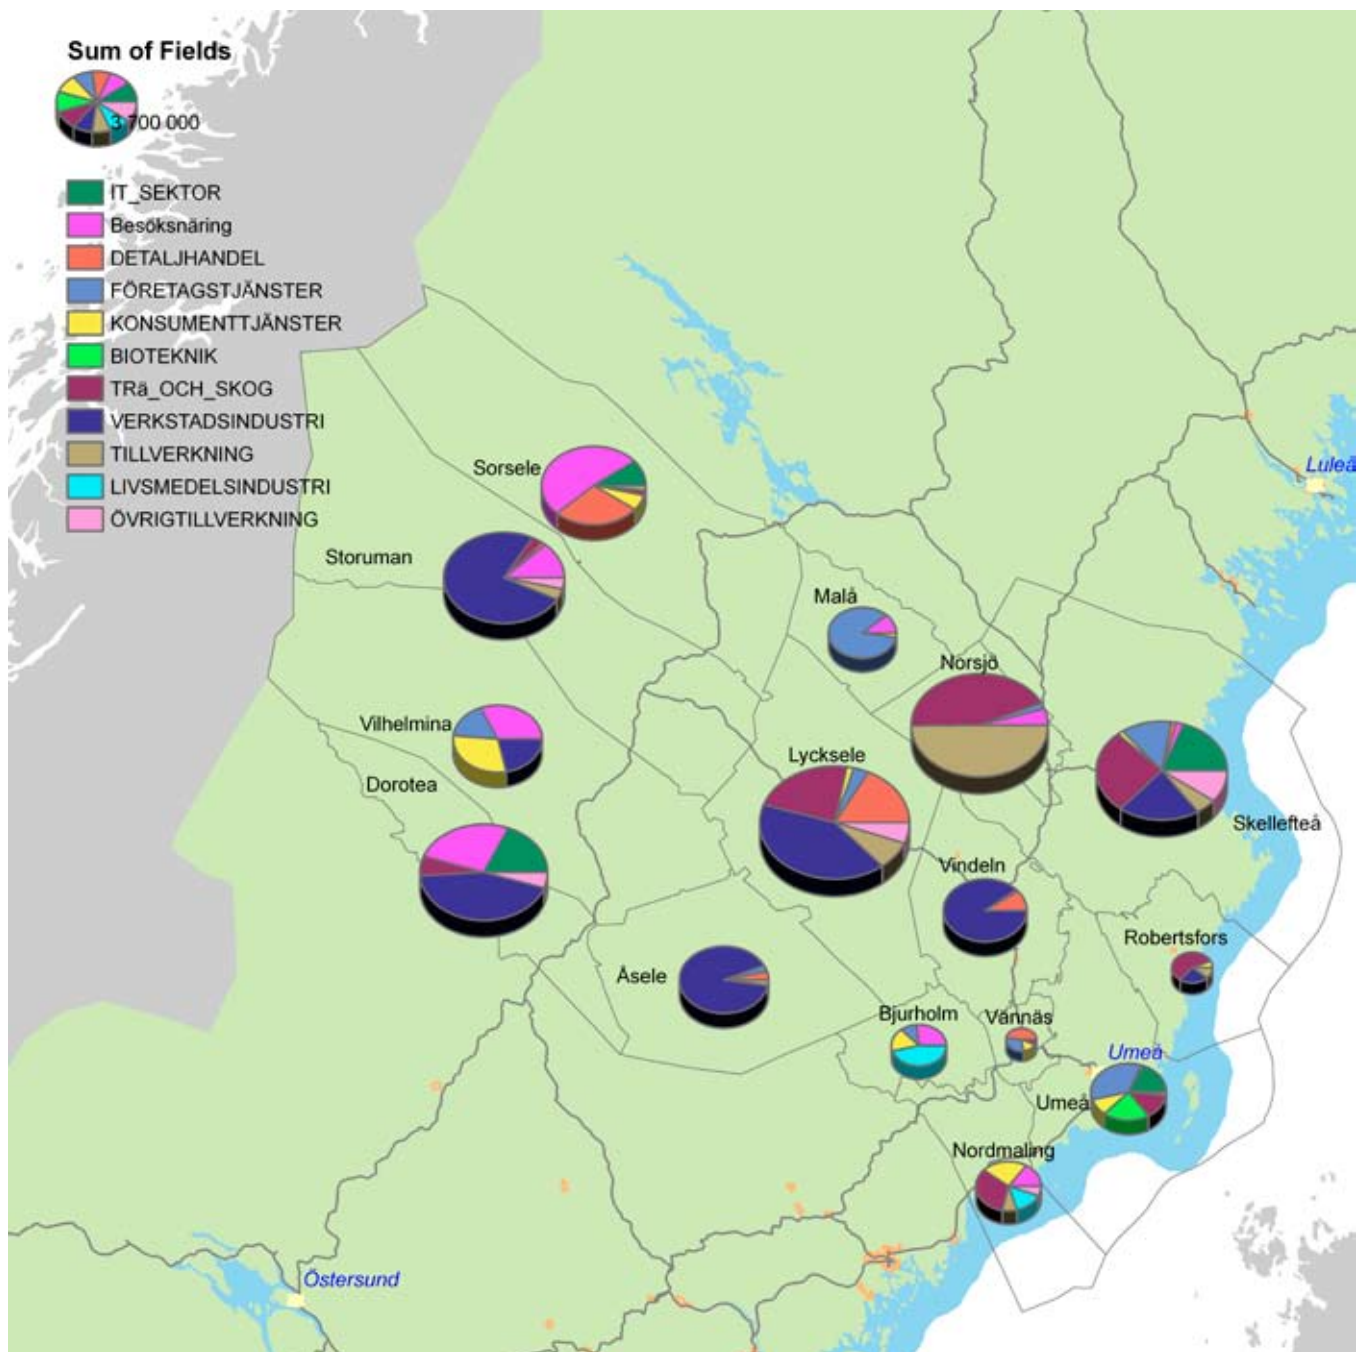 Sum of Fields
3 700 000
IT_SEKTOR
Besöksnäring
DETALJHANDEL
FÖRETAGSTJÄNSTER
KONSUMENTTJÄNSTER
BIOTEKNIK
TRä_OCH_SKOG
VERKSTADSINDUSTRI
TILLVERKNING
LIVSMEDELSINDUSTRI
ÖVRIGTILLVERKNING
Luleå
Sorsele
Storuman
Malå
Norsjö
Vilhelmina
Lycksele
Dorotea
Skellefteå
Vindeln
Robertsfors
Åsele
Bjurholm
Vännäs
Umeå
Umeå
Nordmaling
Östersund